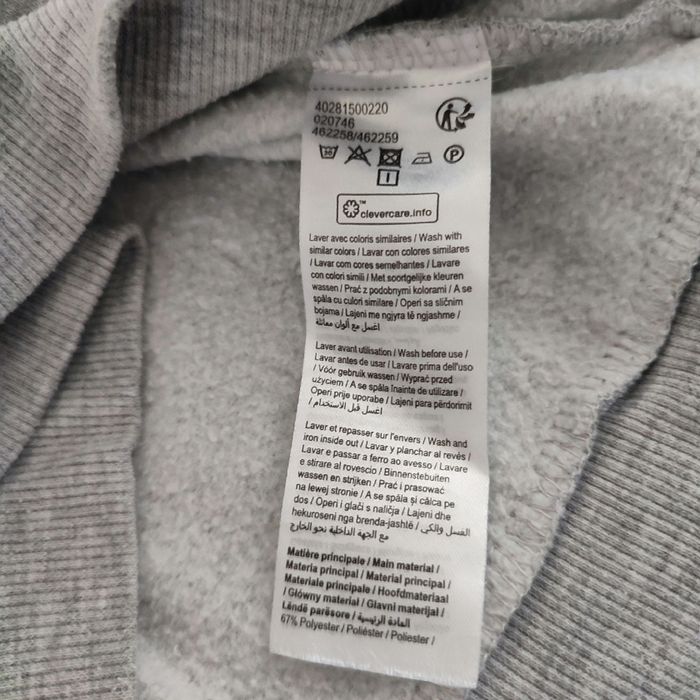 40281500220
020746
462258/462259
30
P
clevercare.info
Laver avec coloris similaires / Wash with
similar colors / Lavar con colores similares
/ Lavar com cores semelhantes / Lavare
con colori simili / Met soortgelijke kleuren
wassen / Prać z podobnymi kolorami / A se
spăla cu culori similare / Operi sa sličnim
bojama / Lajeni me ngjyra të ngjashme /
اغسل مع ألوان مماثلة
Laver avant utilisation / Wash before use /
Lavar antes de usar / Lavare prima dell'uso
/ Vóór gebruik wassen / Wyprać przed
użyciem / A se spăla înainte de utilizare /
Operi prije uporabe / Lajeni para përdorimit
/ اغسل قبل الاستخدام
Laver et repasser sur l'envers / Wash and
iron inside out / Lavar y planchar al revés /
Lavar e passar a ferro ao avesso / Lavare
e stirare al rovescio / Binnenstebuiten
wassen en strijken / Prać i prasować
na lewej stronie / A se spăla și călca pe
dos / Operi i glači s naličja / Lajeni dhe
hekuroseni nga brenda-jashtë / الغسل والكي
مع الجهة الداخلية نحو الخارج
Matière principale / Main material /
Materia principal / Material principal /
Materiale principale / Hoofdmateriaal
/ Główny materiał / Glavni materijal /
Lëndë parësore / المادة الرئيسية
67% Polyester / Poliéster / Poliester /